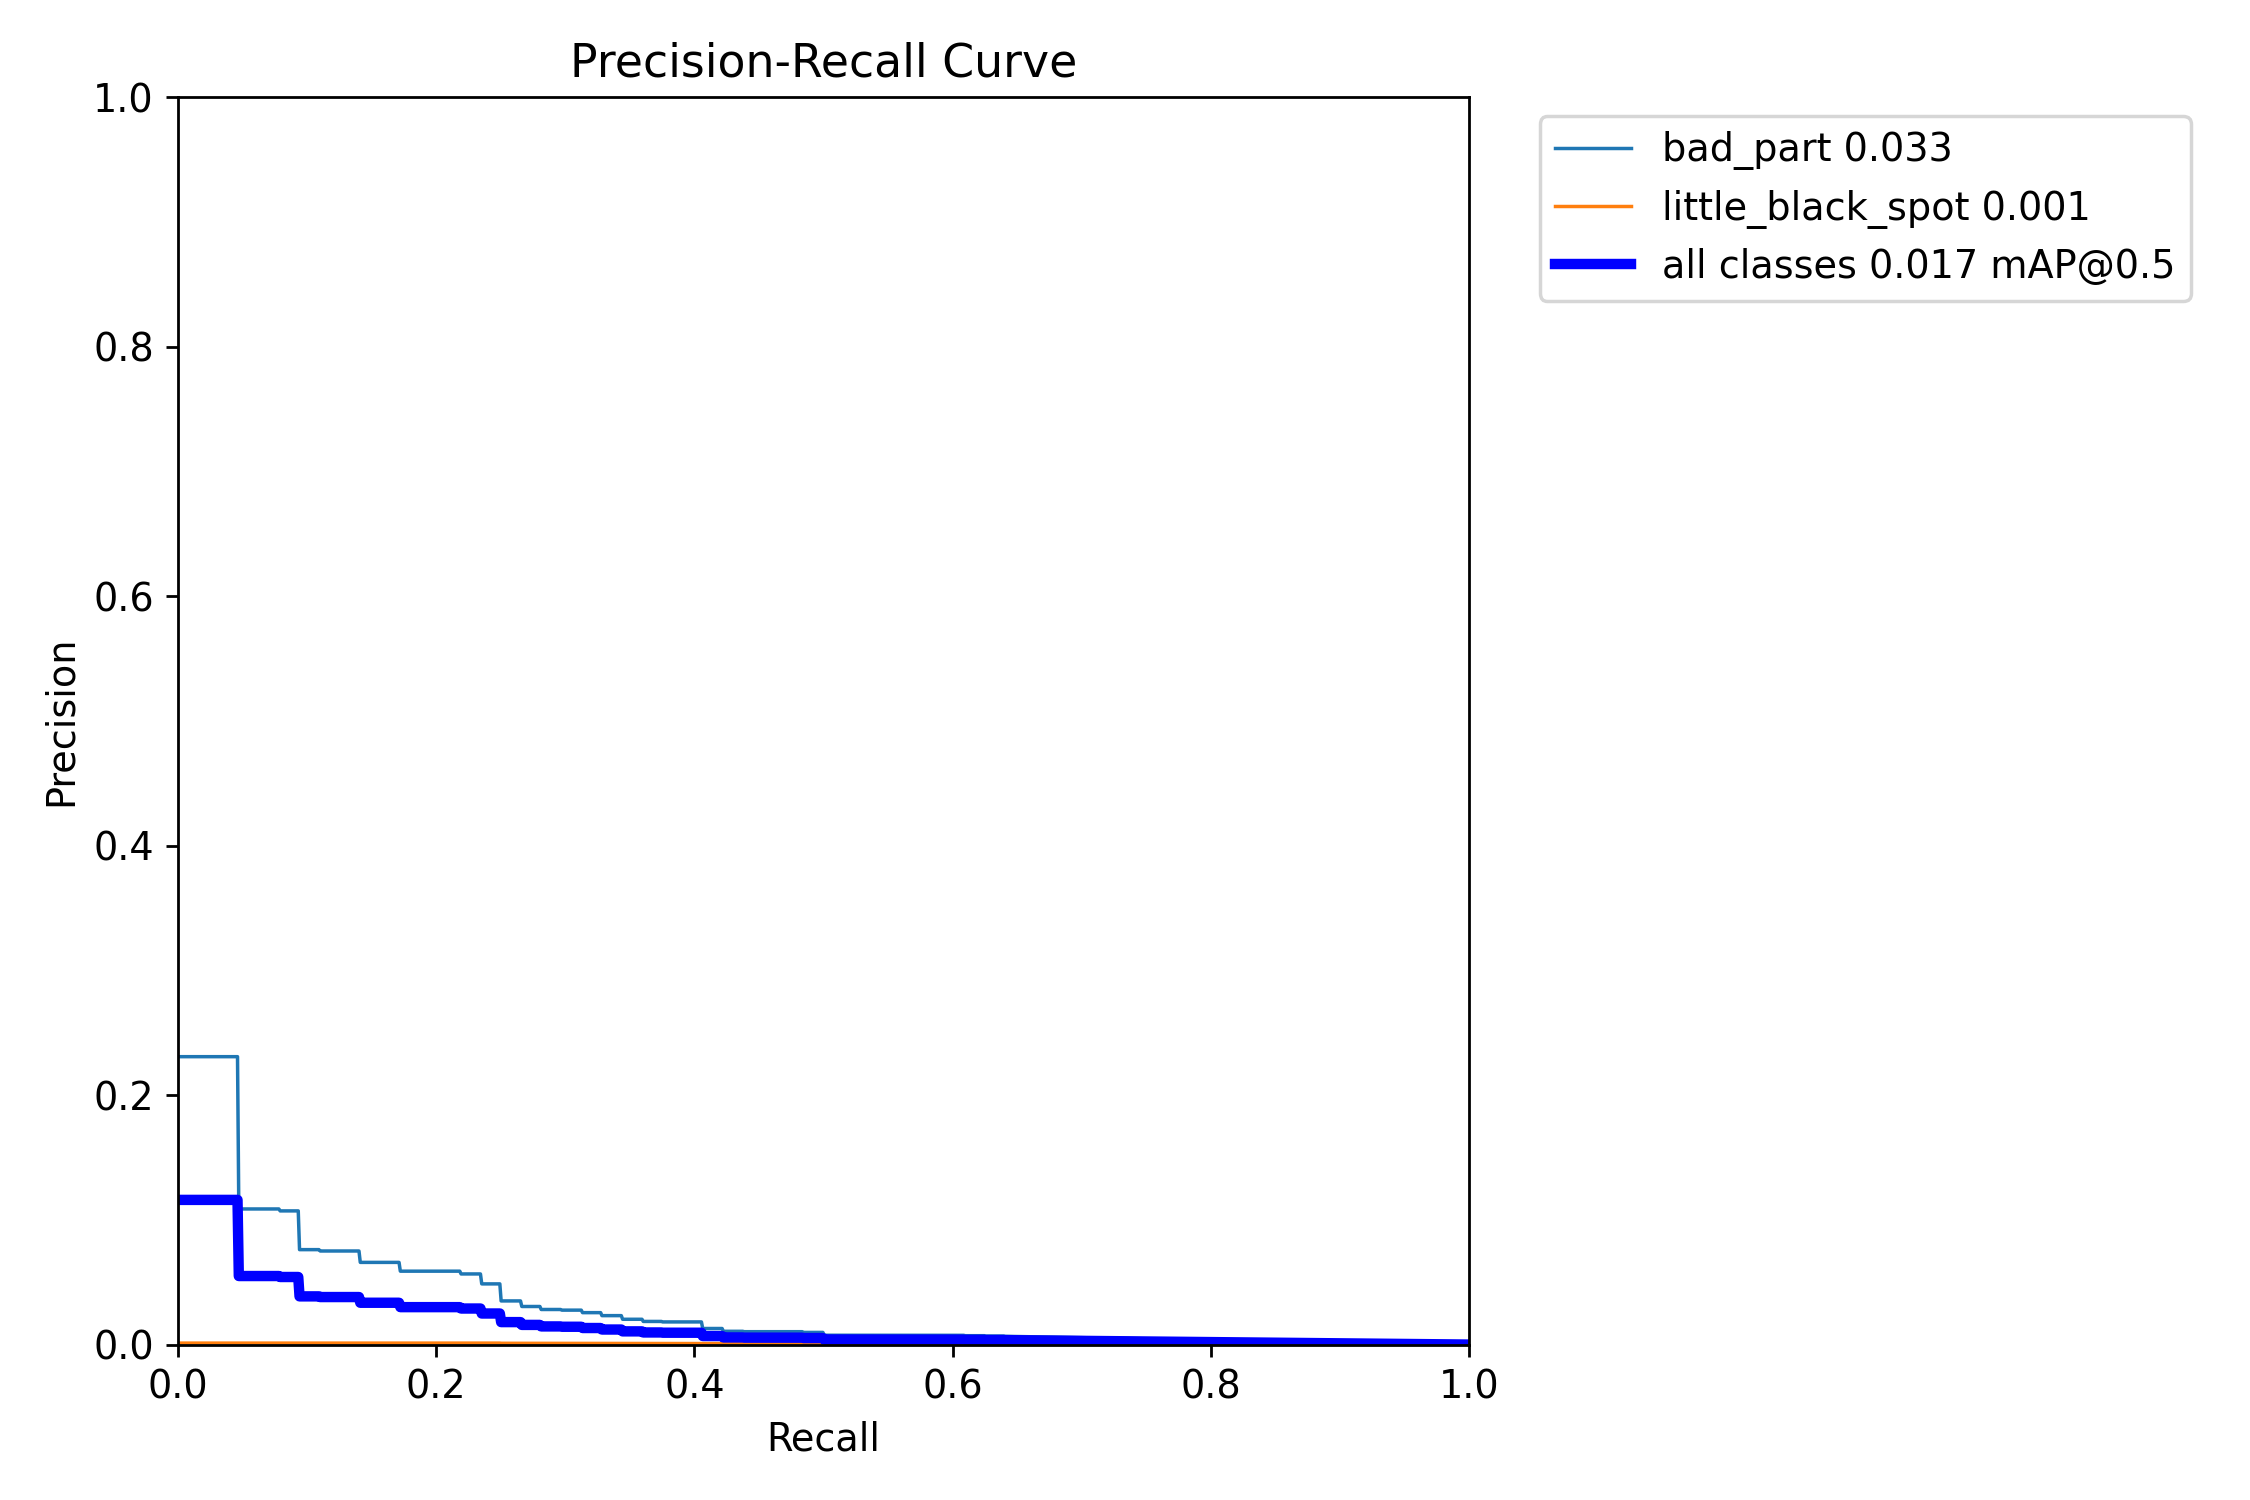 Precision-Recall Curve
1.0
0.8
0.6
0.4
0.2
0.0
Precision
0.0 0.2 0.4 0.6 0.8 1.0
Recall
bad_part 0.033
little_black_spot 0.001
all classes 0.017 mAP@0.5